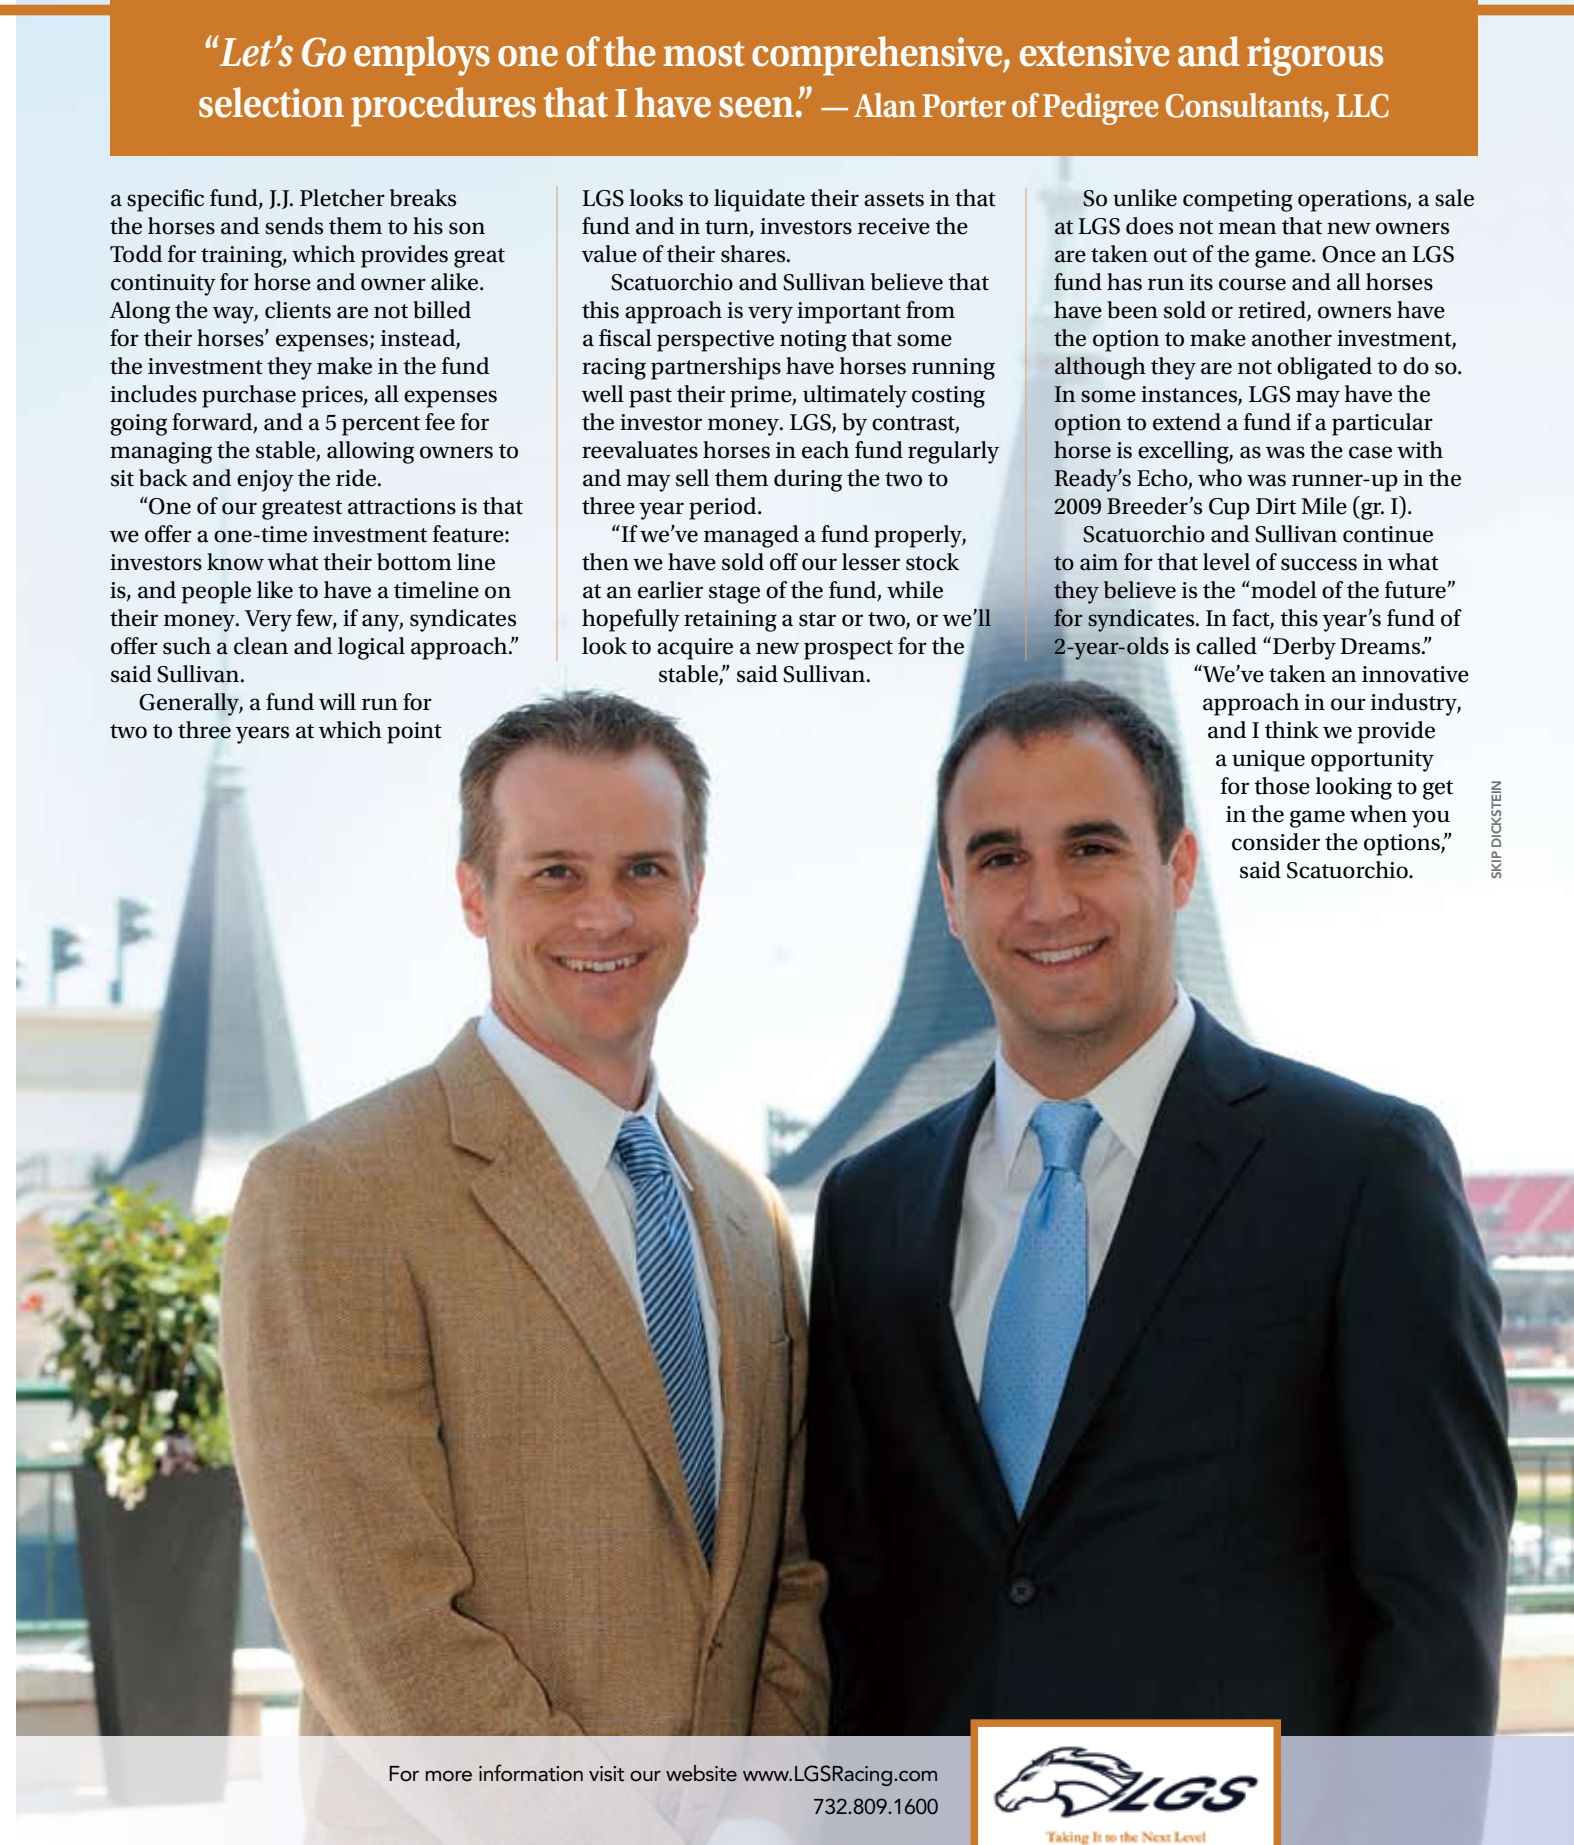 “Let’s Go employs one of the most comprehensive, extensive and rigorous
selection procedures that I have seen.” — Alan Porter of Pedigree Consultants, LLC
a specific fund, J.J. Pletcher breaks
the horses and sends them to his son
Todd for training, which provides great
continuity for horse and owner alike.
Along the way, clients are not billed
for their horses’ expenses; instead,
the investment they make in the fund
includes purchase prices, all expenses
going forward, and a 5 percent fee for
managing the stable, allowing owners to
sit back and enjoy the ride.
“One of our greatest attractions is that
we offer a one-time investment feature:
investors know what their bottom line
is, and people like to have a timeline on
their money. Very few, if any, syndicates
offer such a clean and logical approach.”
said Sullivan.
Generally, a fund will run for
two to three years at which point
LGS looks to liquidate their assets in that
fund and in turn, investors receive the
value of their shares.
Scatuorchio and Sullivan believe that
this approach is very important from
a fiscal perspective noting that some
racing partnerships have horses running
well past their prime, ultimately costing
the investor money. LGS, by contrast,
reevaluates horses in each fund regularly
and may sell them during the two to
three year period.
“If we’ve managed a fund properly,
then we have sold off our lesser stock
at an earlier stage of the fund, while
hopefully retaining a star or two, or we’ll
look to acquire a new prospect for the
stable,” said Sullivan.
So unlike competing operations, a sale
at LGS does not mean that new owners
are taken out of the game. Once an LGS
fund has run its course and all horses
have been sold or retired, owners have
the option to make another investment,
although they are not obligated to do so.
In some instances, LGS may have the
option to extend a fund if a particular
horse is excelling, as was the case with
Ready’s Echo, who was runner-up in the
2009 Breeder’s Cup Dirt Mile (gr. I).
Scatuorchio and Sullivan continue
to aim for that level of success in what
they believe is the “model of the future”
for syndicates. In fact, this year’s fund of
2-year-olds is called “Derby Dreams.”
“We’ve taken an innovative
approach in our industry,
and I think we provide
a unique opportunity
for those looking to get
in the game when you
consider the options,”
said Scatuorchio.
SKIP DICKSTEIN
For more information visit our website www.LGSRacing.com
732.809.1600
LGS
Taking It to the Next Level